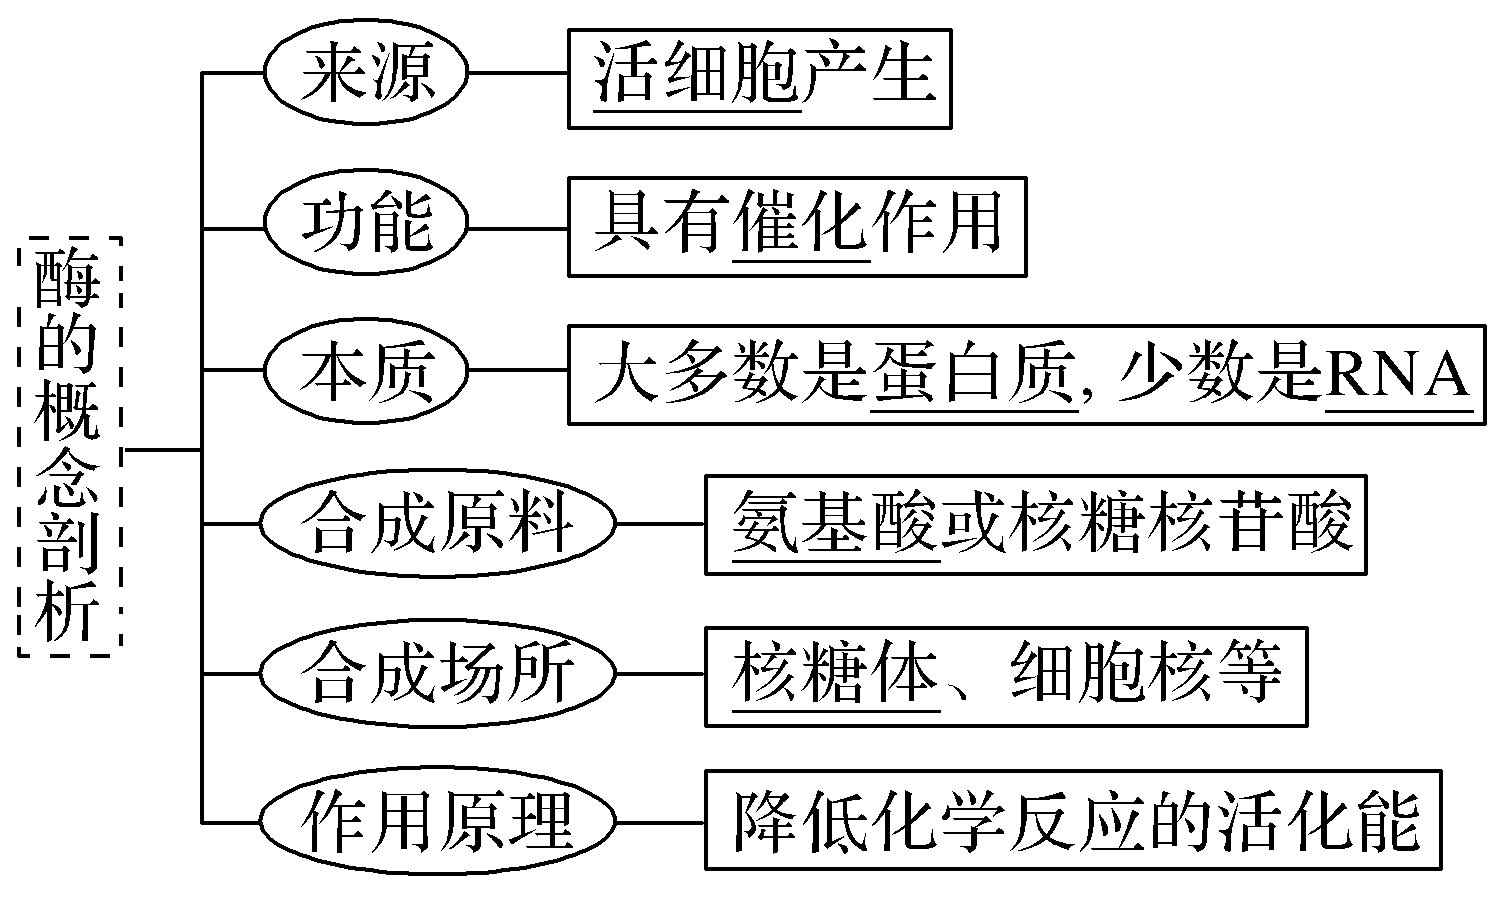 酶的概念剖析
来源
活细胞产生
功能
具有催化作用
本质
大多数是蛋白质,少数是RNA
合成原料
氨基酸或核糖核苷酸
合成场所
核糖体、细胞核等
作用原理
降低化学反应的活化能